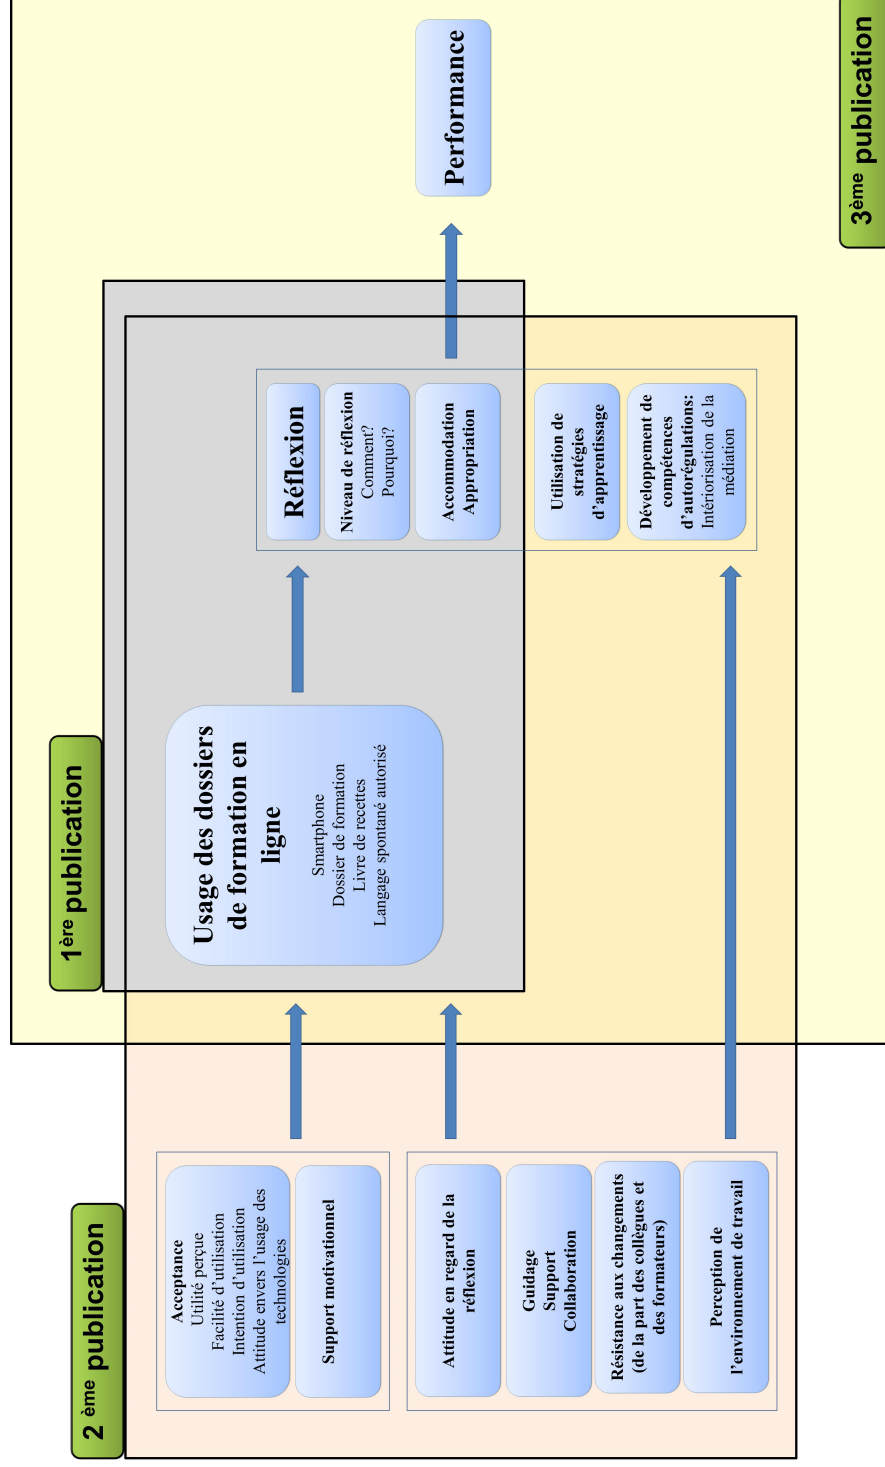 2 ème publication
Acceptance
Utilité perçue
Facilité d'utilisation
Intention d'utilisation
Attitude envers l'usage des
technologies
Support motivationnel
Attitude en regard de la
réflexion
Guidage
Support
Collaboration
Résistance aux changements
(de la part des collègues et
des formateurs)
Perception de
l'environnement de travail
1ère publication
Usage des dossiers
de formation en
ligne
Smartphone
Dossier de formation
Livre de recettes
Langage spontané autorisé
Réflexion
Niveau de réflexion
Comment?
Pourquoi?
Accommodation
Appropriation
Utilisation de
stratégies
d'apprentissage
Développement de
compétences
d'autorégulations:
Intériorisation de la
médiation
Performance
3ème publication